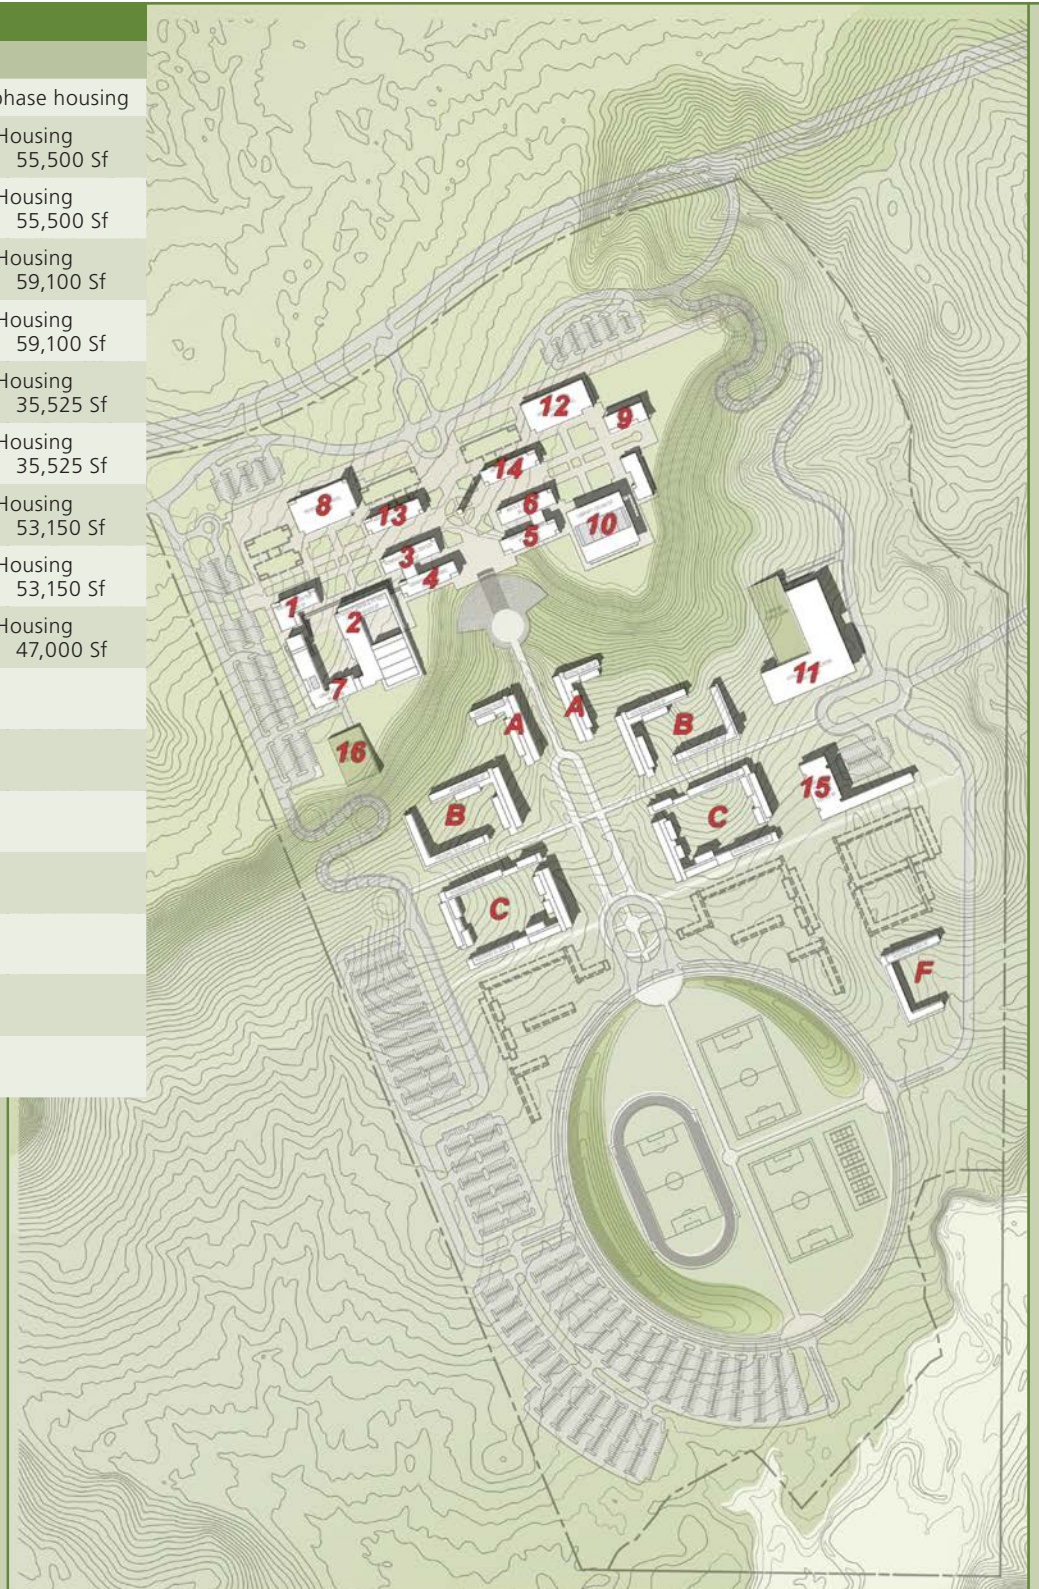 phase housing
Housing
55,500 Sf
Housing
55,500 Sf
Housing
59,100 Sf
Housing
59,100 Sf
Housing
35,525 Sf
Housing
35,525 Sf
Housing
53,150 Sf
Housing
53,150 Sf
Housing
47,000 Sf
12
9
14
8
6
13
10
5
3
4
1
2
11
7
A
A
B
16
15
B
C
C
F